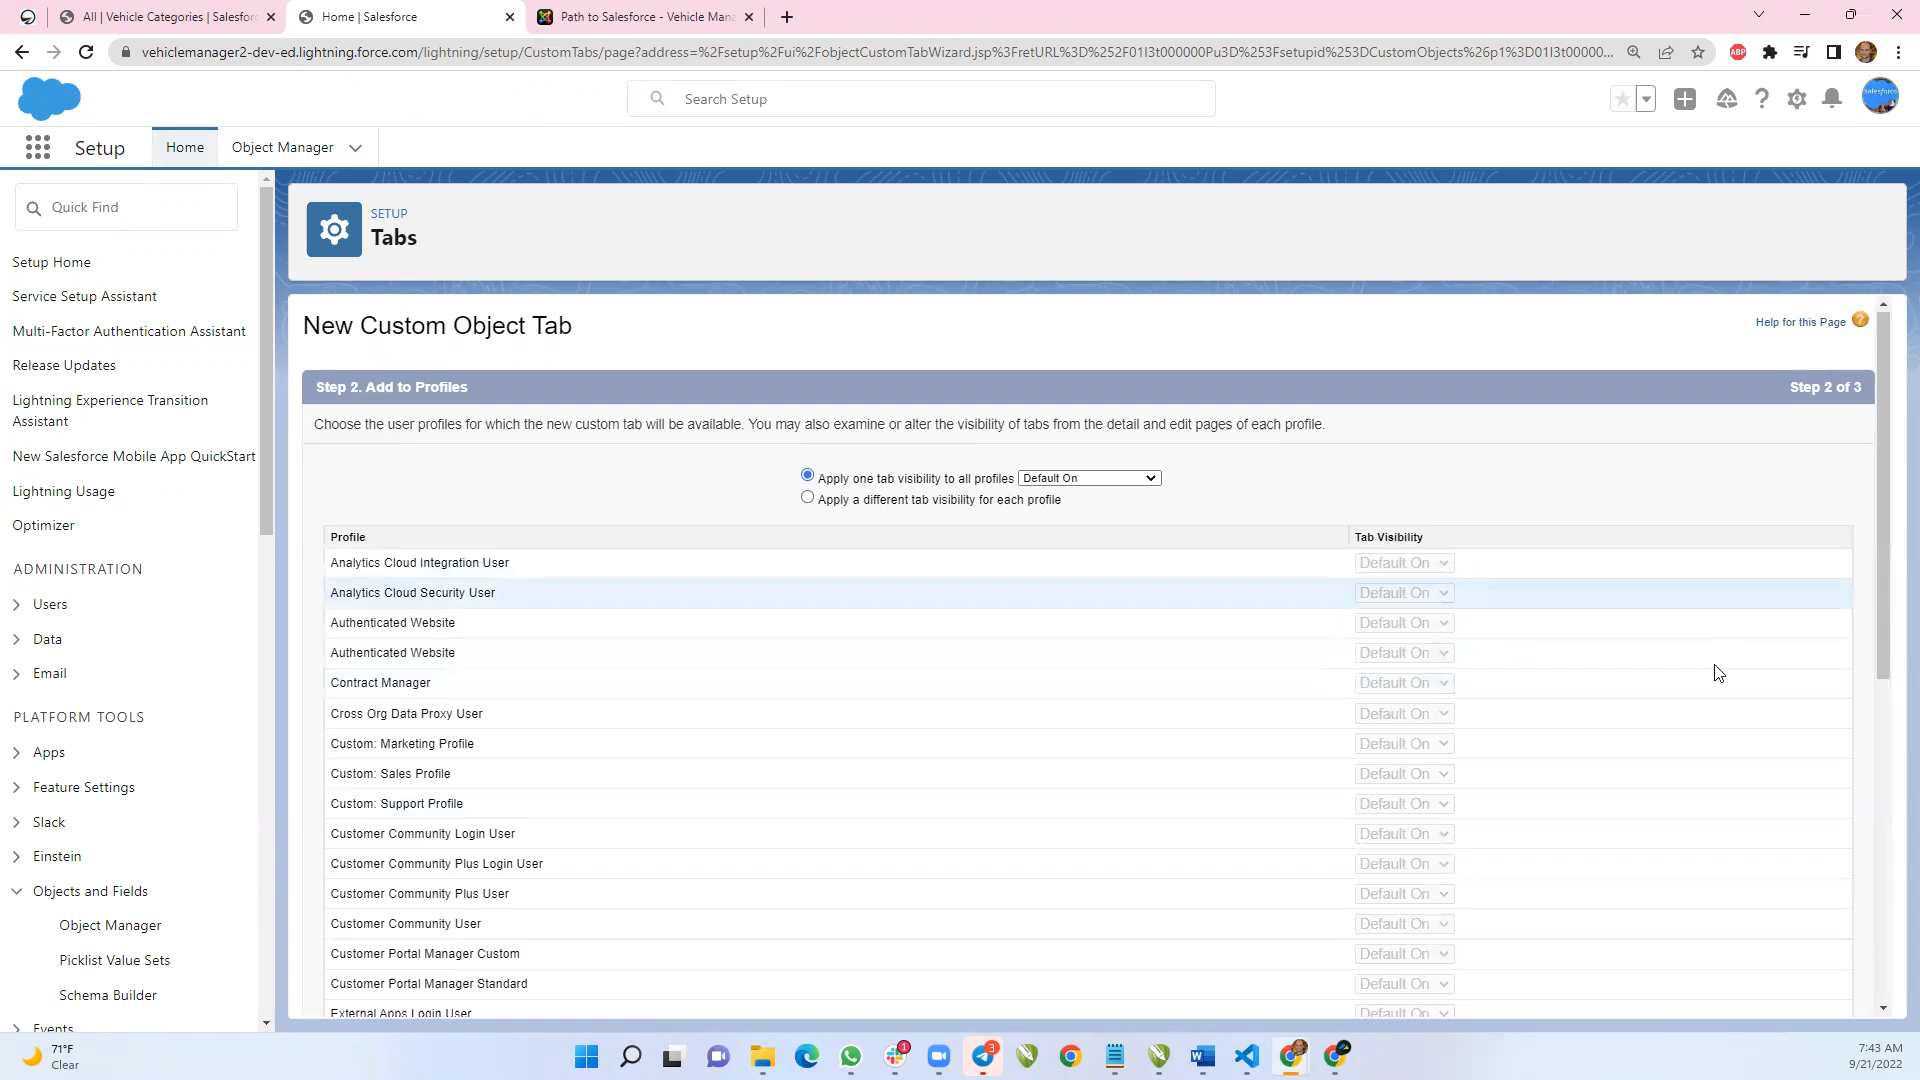 All | Vehicle Categories | Salesforc
Home | Salesforce
Path to Salesforce - Vehicle Mana
vehiclemanager2-dev-ed.lightning.force.com/lightning/setup/CustomTabs/page?address=%2Fsetup%2Fui%2FobjectCustomTabWizard.jsp%3FretURL%3D%252F01I3t000000Pu3D%253Fsetupid%253DCustomObjects%26p1%3D01I3t00000...
ABP
Search Setup
salesforce
Setup
Home
Object Manager
Quick Find
Setup Home
Service Setup Assistant
Multi-Factor Authentication Assistant
Release Updates
Lightning Experience Transition
Assistant
New Salesforce Mobile App QuickStart
Lightning Usage
Optimizer
ADMINISTRATION
Users
Data
Email
PLATFORM TOOLS
Apps
Feature Settings
Slack
Einstein
Objects and Fields
Object Manager
Picklist Value Sets
Schema Builder
Events
SETUP
Tabs
New Custom Object Tab
Help for this Page
Step 2. Add to Profiles
Step 2 of 3
Choose the user profiles for which the new custom tab will be available. You may also examine or alter the visibility of tabs from the detail and edit pages of each profile.
Apply one tab visibility to all profiles Default On
Apply a different tab visibility for each profile
Profile Tab Visibility
Analytics Cloud Integration User Default On
Analytics Cloud Security User Default On
Authenticated Website Default On
Authenticated Website Default On
Contract Manager Default On
Cross Org Data Proxy User Default On
Custom: Marketing Profile Default On
Custom: Sales Profile Default On
Custom: Support Profile Default On
Customer Community Login User Default On
Customer Community Plus Login User Default On
Customer Community Plus User Default On
Customer Community User Default On
Customer Portal Manager Custom Default On
Customer Portal Manager Standard Default On
External Apps Login User Default On
71°F
Clear
1
3
7:43 AM
9/21/2022